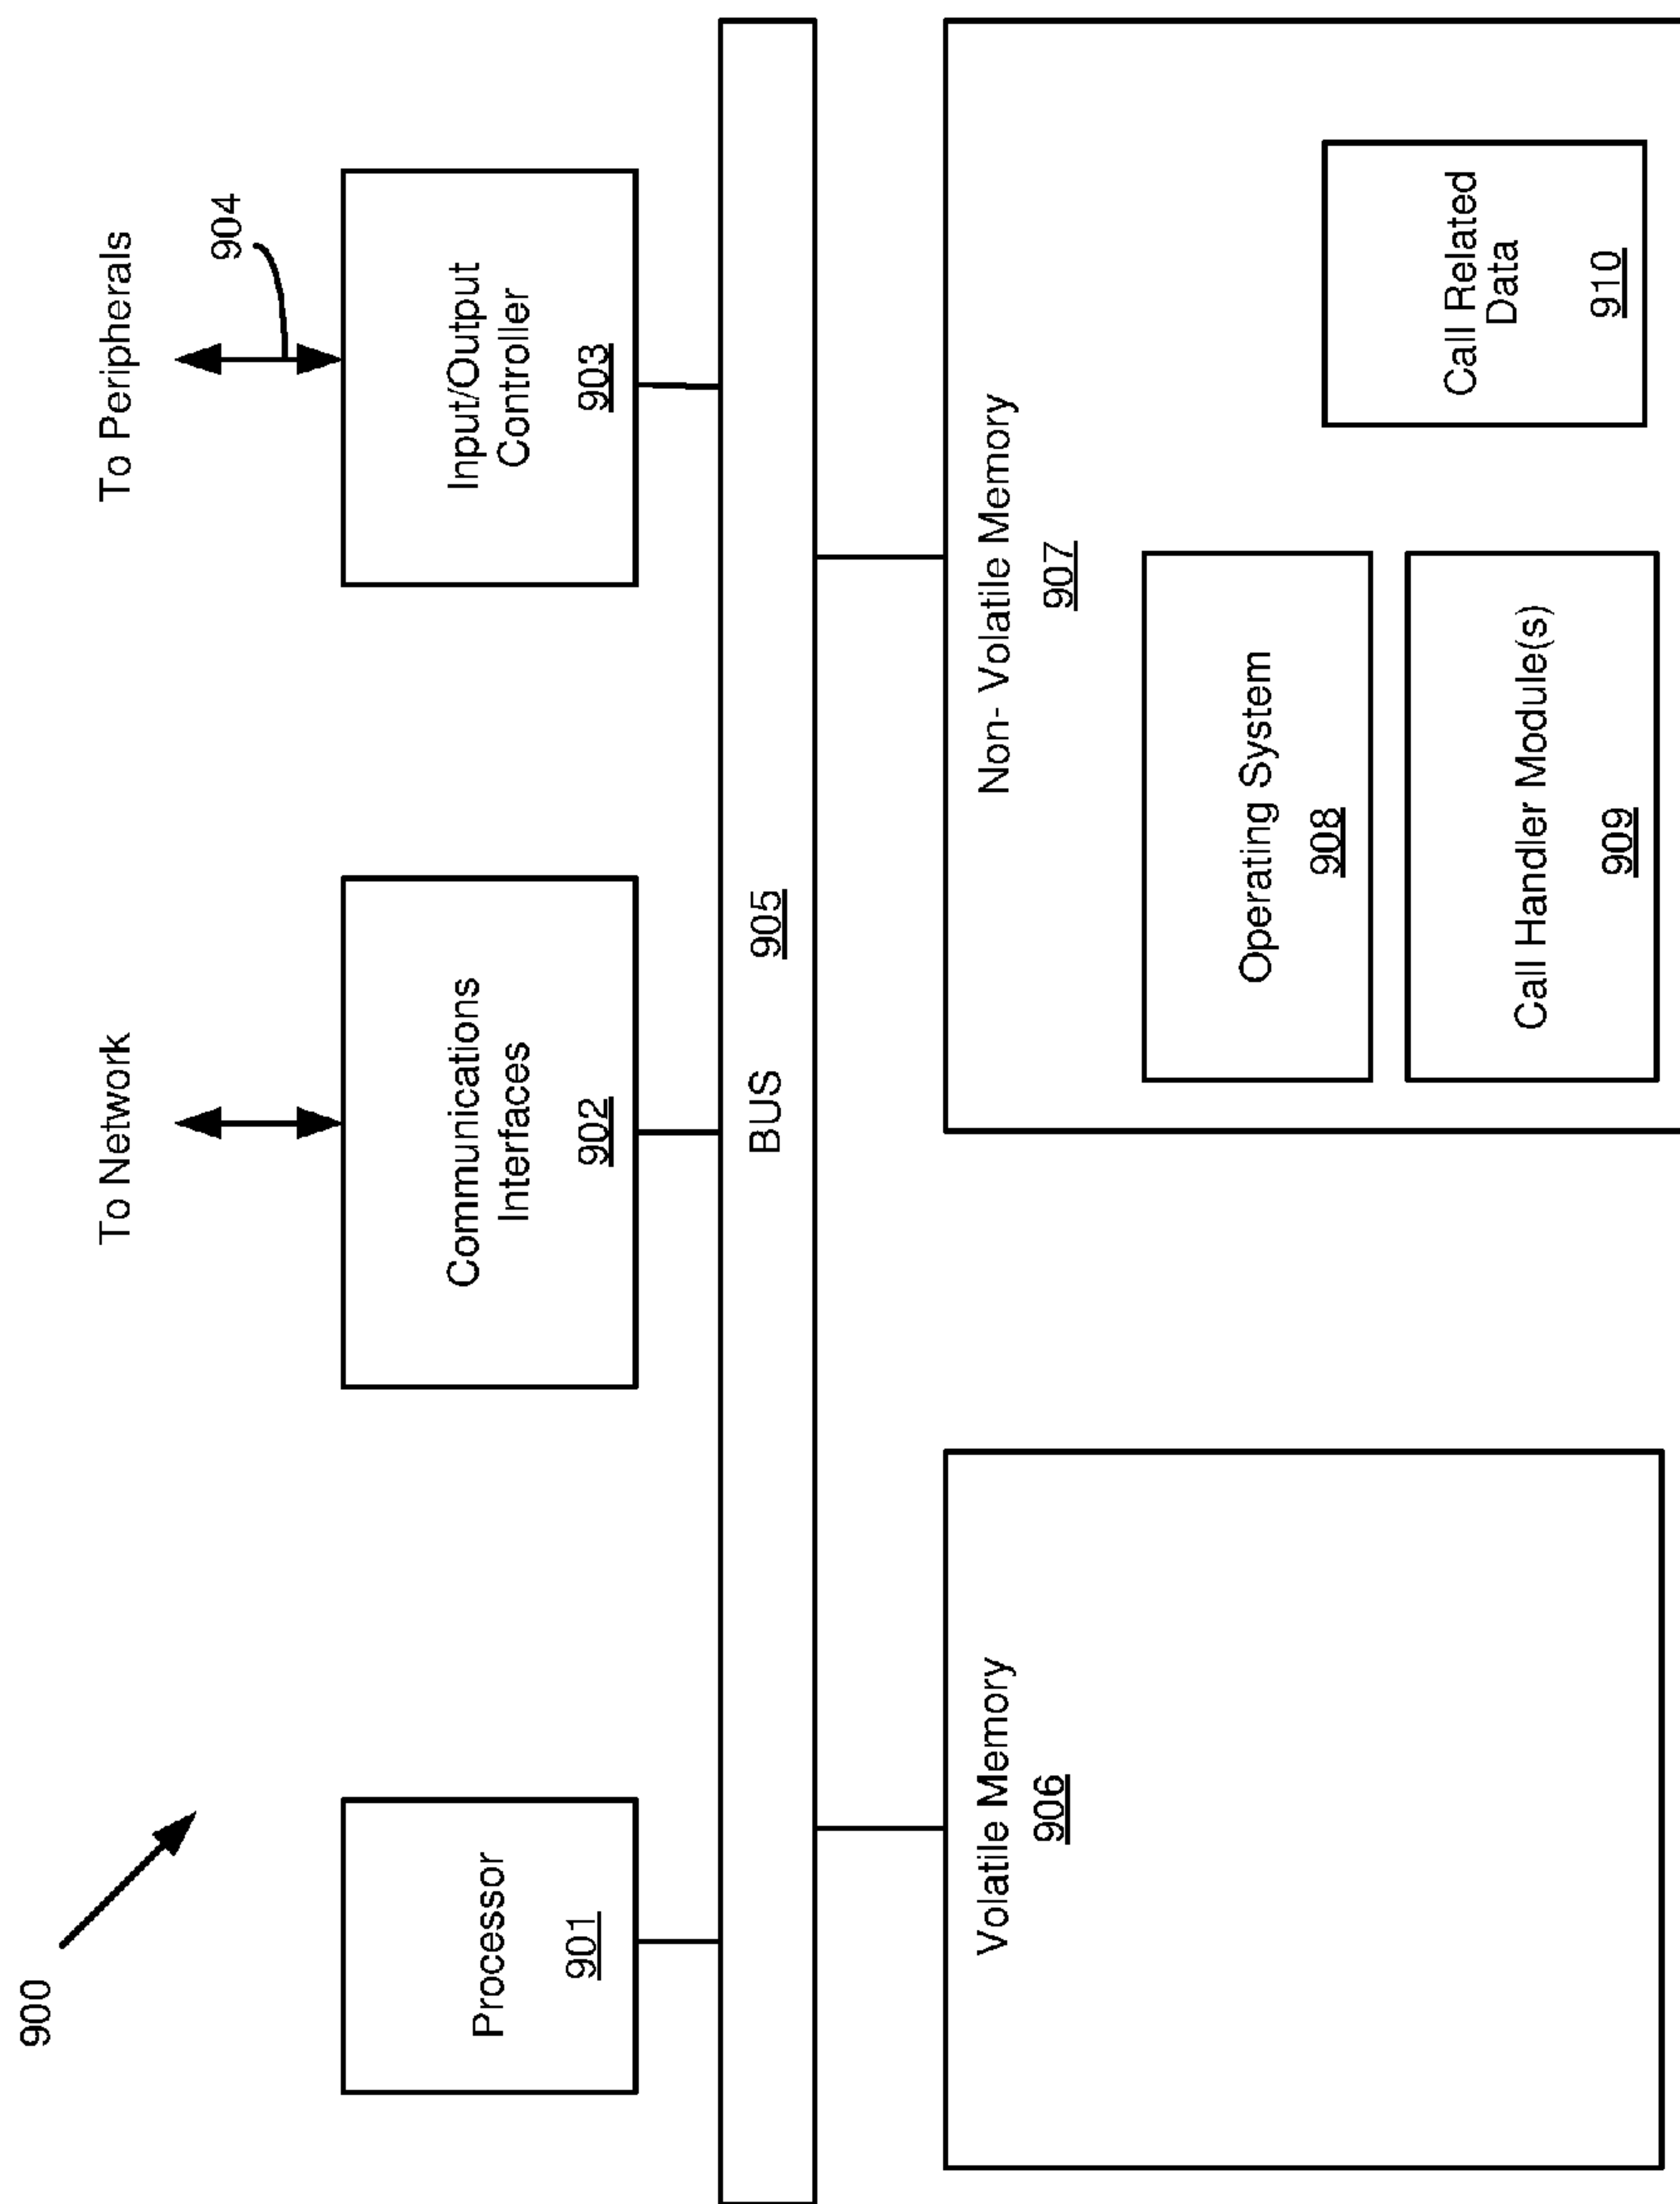 900
To Network
To Peripherals
904
Processor
901
Communications
Interfaces
902
Input/Output
Controller
903
BUS 905
Volatile Memory
906
Non- Volatile Memory
907
Operating System
908
Call Handler Module(s)
909
Call Related
Data
910